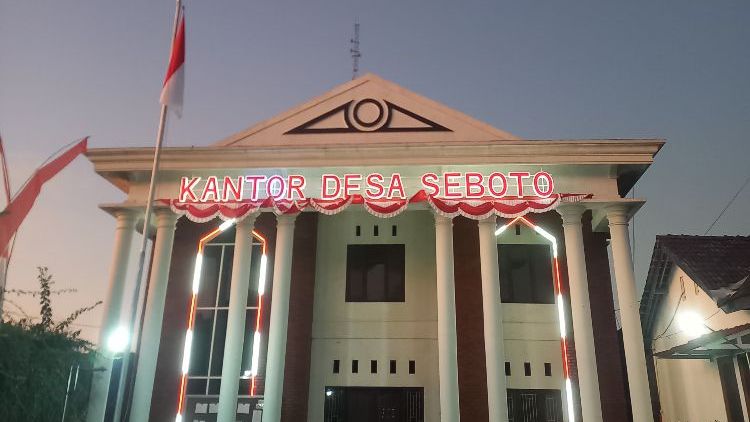 KANTOR DESA SEBOTO